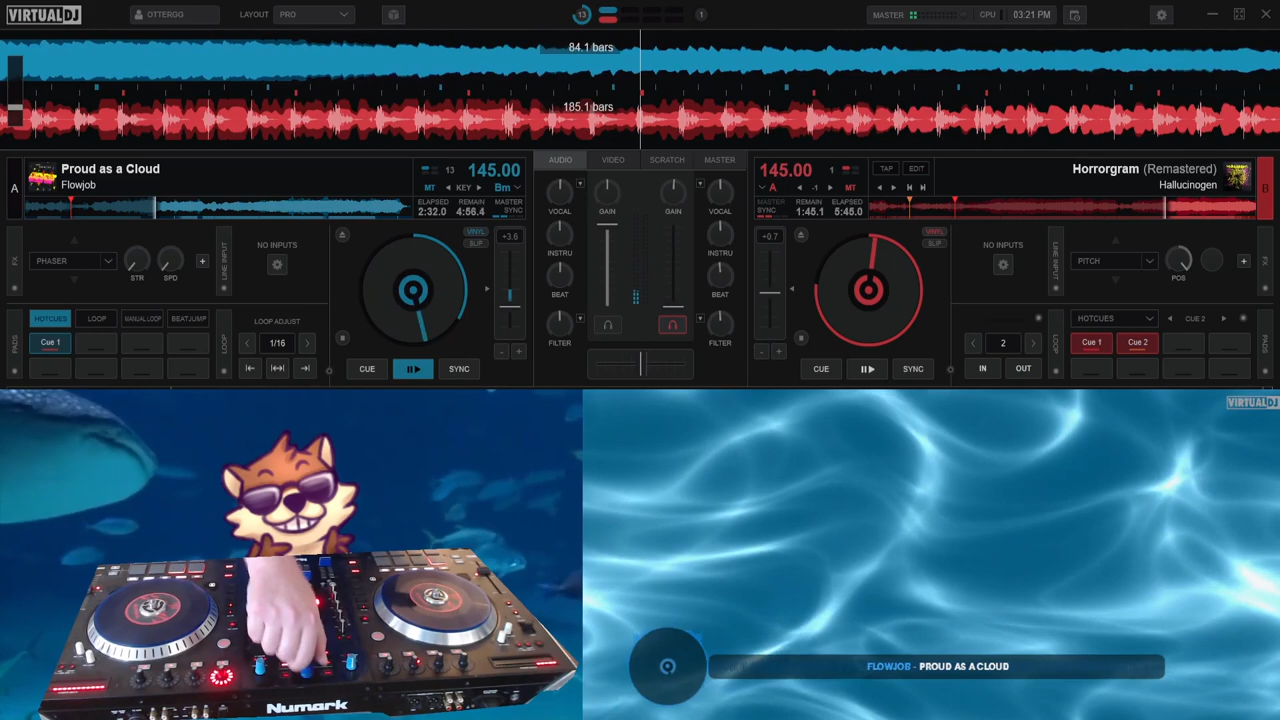 VIRTUALDJ
OTTERGG
LAYOUT PRO
13
1
MASTER
CPU
03:21 PM
84.1 bars
185.1 bars
A
Proud as a Cloud
Flowjob
13
145.00
MT KEY Bm
ELAPSED REMAIN MASTER
2:32.0 4:56.4 SYNC
AUDIO VIDEO SCRATCH MASTER
145.00 1
A -1 MT
MASTER REMAIN ELAPSED
SYNC 1:45.1 5:45.0
TAP EDIT
Horrorgram (Remastered)
Hallucinogen
B
FX
PHASER
STR SPD
LINE INPUT
NO INPUTS
VINYL
SLIP
+3.6
VOCAL GAIN GAIN VOCAL
INSTRU INSTRU
BEAT BEAT
FILTER FILTER
+0.7
VINYL
SLIP
NO INPUTS
LINE INPUT
PITCH
POS
FX
PADS
HOTCUES LOOP MANUAL LOOP BEATJUMP
Cue 1
LOOP
LOOP ADJUST
1/16
CUE SYNC
CUE SYNC
2
IN OUT
LOOP
HOTCUES CUE 2
Cue 1 Cue 2
PADS
VIRTUALDJ
Numark
FLOWJOB - PROUD AS A CLOUD